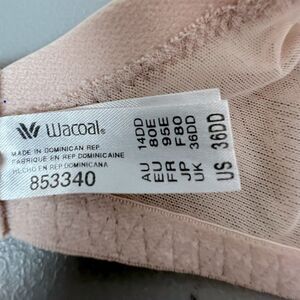 Wacoal®
MADE IN DOMINICAN REP.
FABRIQUE EN REP DOMINICAINE
HECHO EN REP. DOMINICANA
853340
AU 14DD
EU 80E
FR 95E
JP F80
UK 36DD
US 36DD